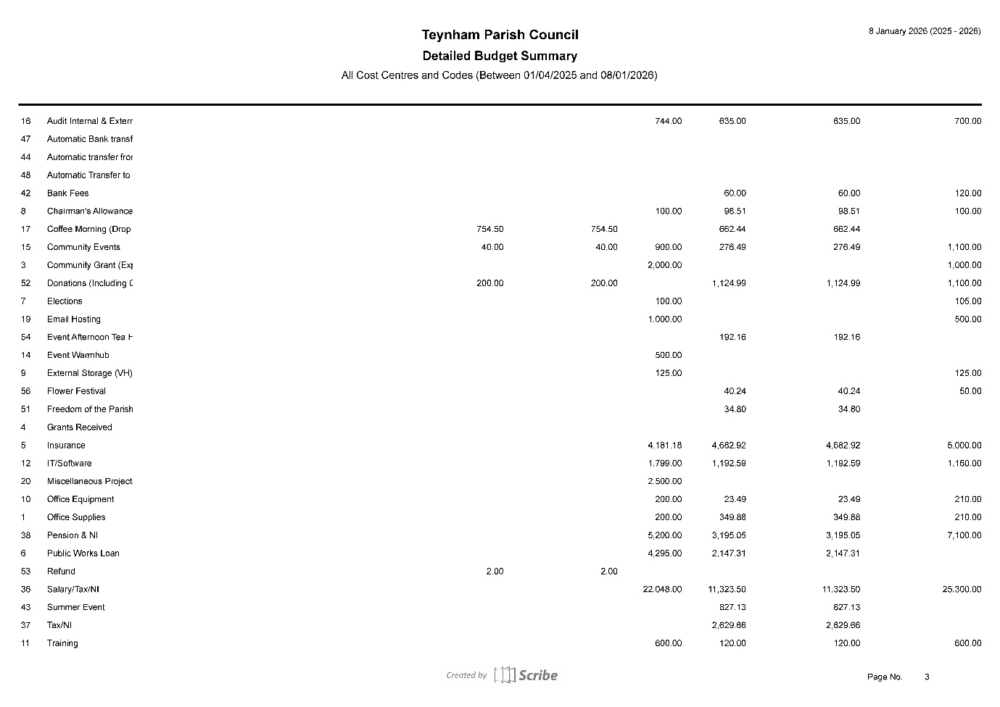 8 January 2026 (2025 - 2026)
Teynham Parish Council
Detailed Budget Summary
All Cost Centres and Codes (Between 01/04/2025 and 08/01/2026)
16 Audit Internal & Extern 744.00 635.00 635.00 700.00
47 Automatic Bank transf
44 Automatic transfer fror
48 Automatic Transfer to
42 Bank Fees 60.00 60.00 120.00
8 Chairman's Allowance 100.00 98.51 98.51 100.00
17 Coffee Morning (Drop 754.50 754.50 662.44 662.44
15 Community Events 40.00 40.00 900.00 276.49 276.49 1,100.00
3 Community Grant (Exp 2,000.00 1,000.00
52 Donations (Including C 200.00 200.00 1,124.99 1,124.99 1,100.00
7 Elections 100.00 105.00
19 Email Hosting 1,000.00 500.00
54 Event Afternoon Tea H 192.16 192.16
14 Event Warmhub 500.00
9 External Storage (VH) 125.00 125.00
56 Flower Festival 40.24 40.24 50.00
51 Freedom of the Parish 34.80 34.80
4 Grants Received
5 Insurance 4,181.18 4,682.92 4,682.92 5,000.00
12 IT/Software 1,799.00 1,192.59 1,192.59 1,160.00
20 Miscellaneous Project 2,500.00
10 Office Equipment 200.00 23.49 23.49 210.00
1 Office Supplies 200.00 349.88 349.88 210.00
38 Pension & NI 5,200.00 3,195.05 3,195.05 7,100.00
6 Public Works Loan 4,295.00 2,147.31 2,147.31
53 Refund 2.00 2.00
36 Salary/Tax/NI 22,048.00 11,323.50 11,323.50 25,300.00
43 Summer Event 827.13 827.13
37 Tax/NI 2,629.66 2,629.66
11 Training 600.00 120.00 120.00 600.00
Created by Scribe
Page No. 3